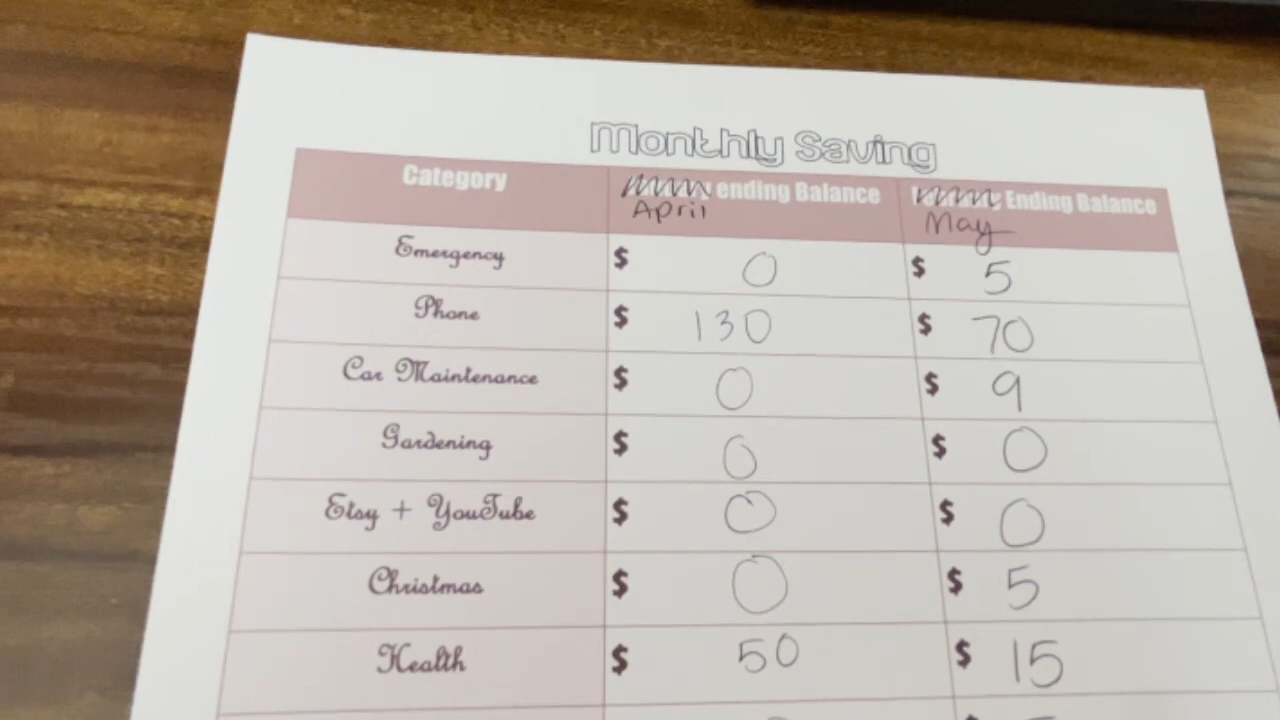 Monthly Saving
Category ending Balance Ending Balance
April May
Emergency $ 0 $ 5
Phone $ 130 $ 70
Car Maintenance $ 0 $ 9
Gardening $ 0 $ 0
Etsy + YouTube $ 0 $ 0
Christmas $ 0 $ 5
Health $ 50 $ 15